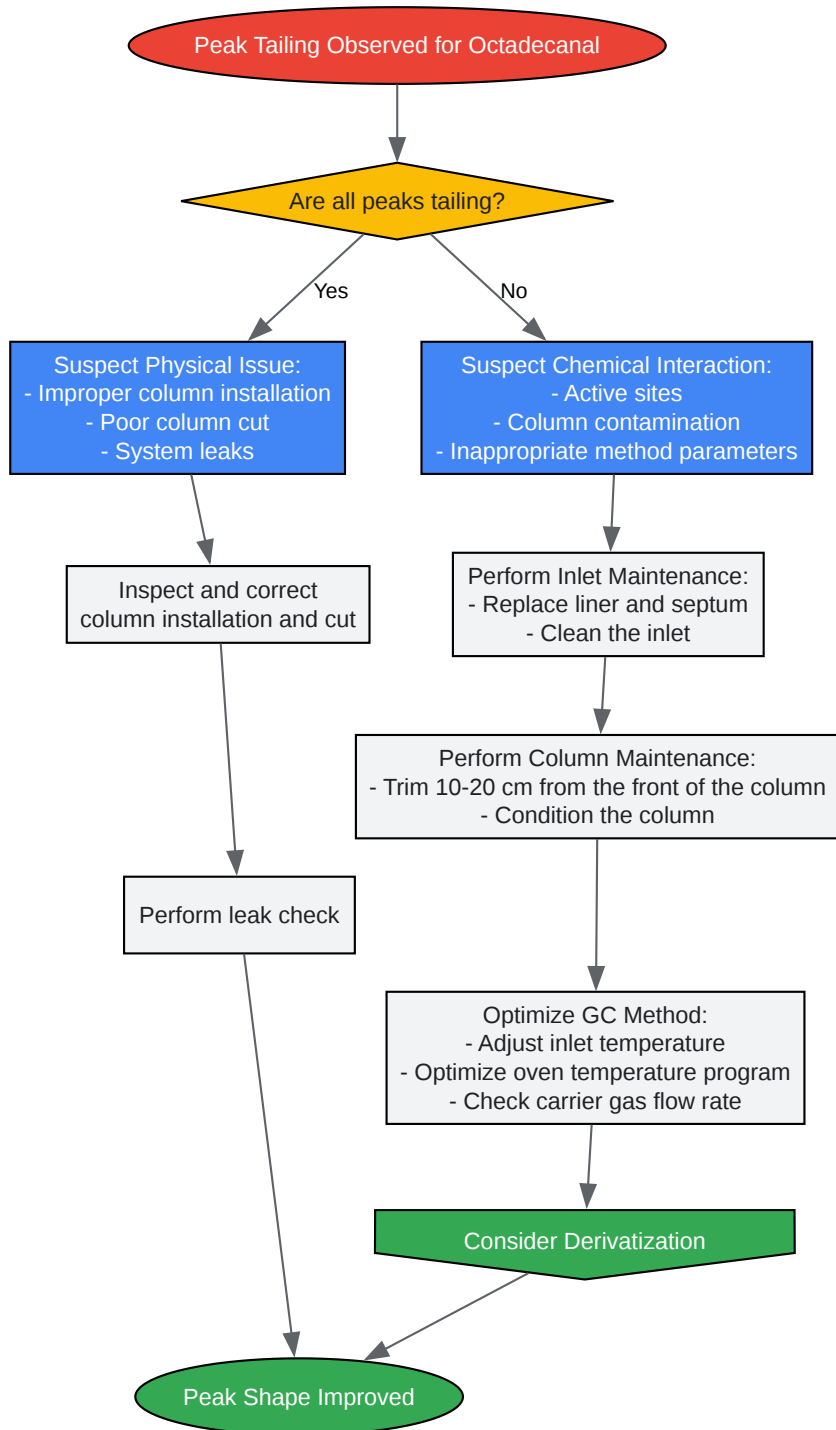 Peak Tailing Observed for Octadecanal
Are all peaks tailing?
Yes
No
Suspect Physical Issue:
- Improper column installation
- Poor column cut
- System leaks
Suspect Chemical Interaction:
- Active sites
- Column contamination
- Inappropriate method parameters
Inspect and correct
column installation and cut
Perform Inlet Maintenance:
- Replace liner and septum
- Clean the inlet
Perform Column Maintenance:
- Trim 10-20 cm from the front of the column
- Condition the column
Perform leak check
Optimize GC Method:
- Adjust inlet temperature
- Optimize oven temperature program
- Check carrier gas flow rate
Consider Derivatization
Peak Shape Improved